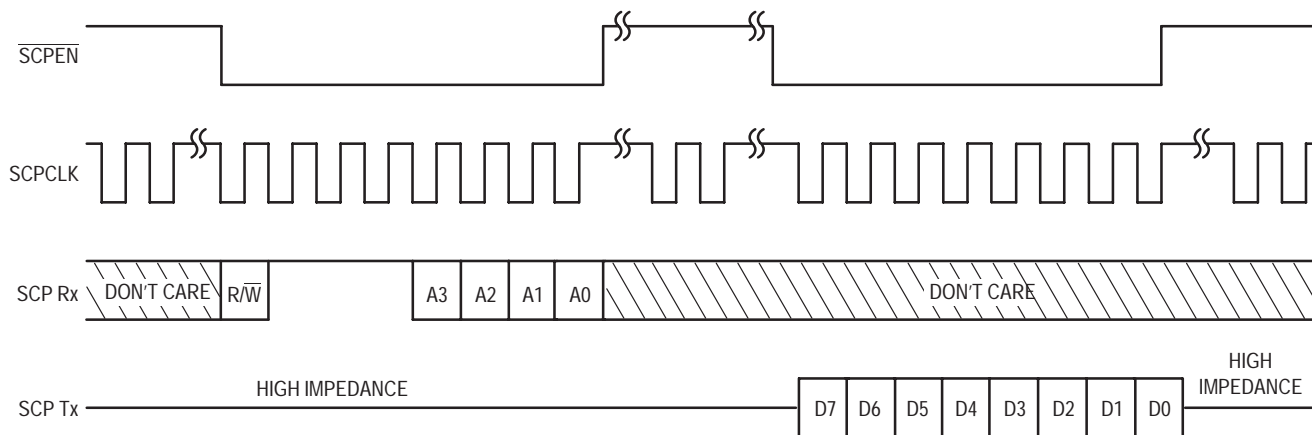 SCPEN
SCPCLK
SCP Rx DON'T CARE R/W A3 A2 A1 A0 DON'T CARE
HIGH IMPEDANCE
HIGH
IMPEDANCE
SCP Tx D7 D6 D5 D4 D3 D2 D1 D0